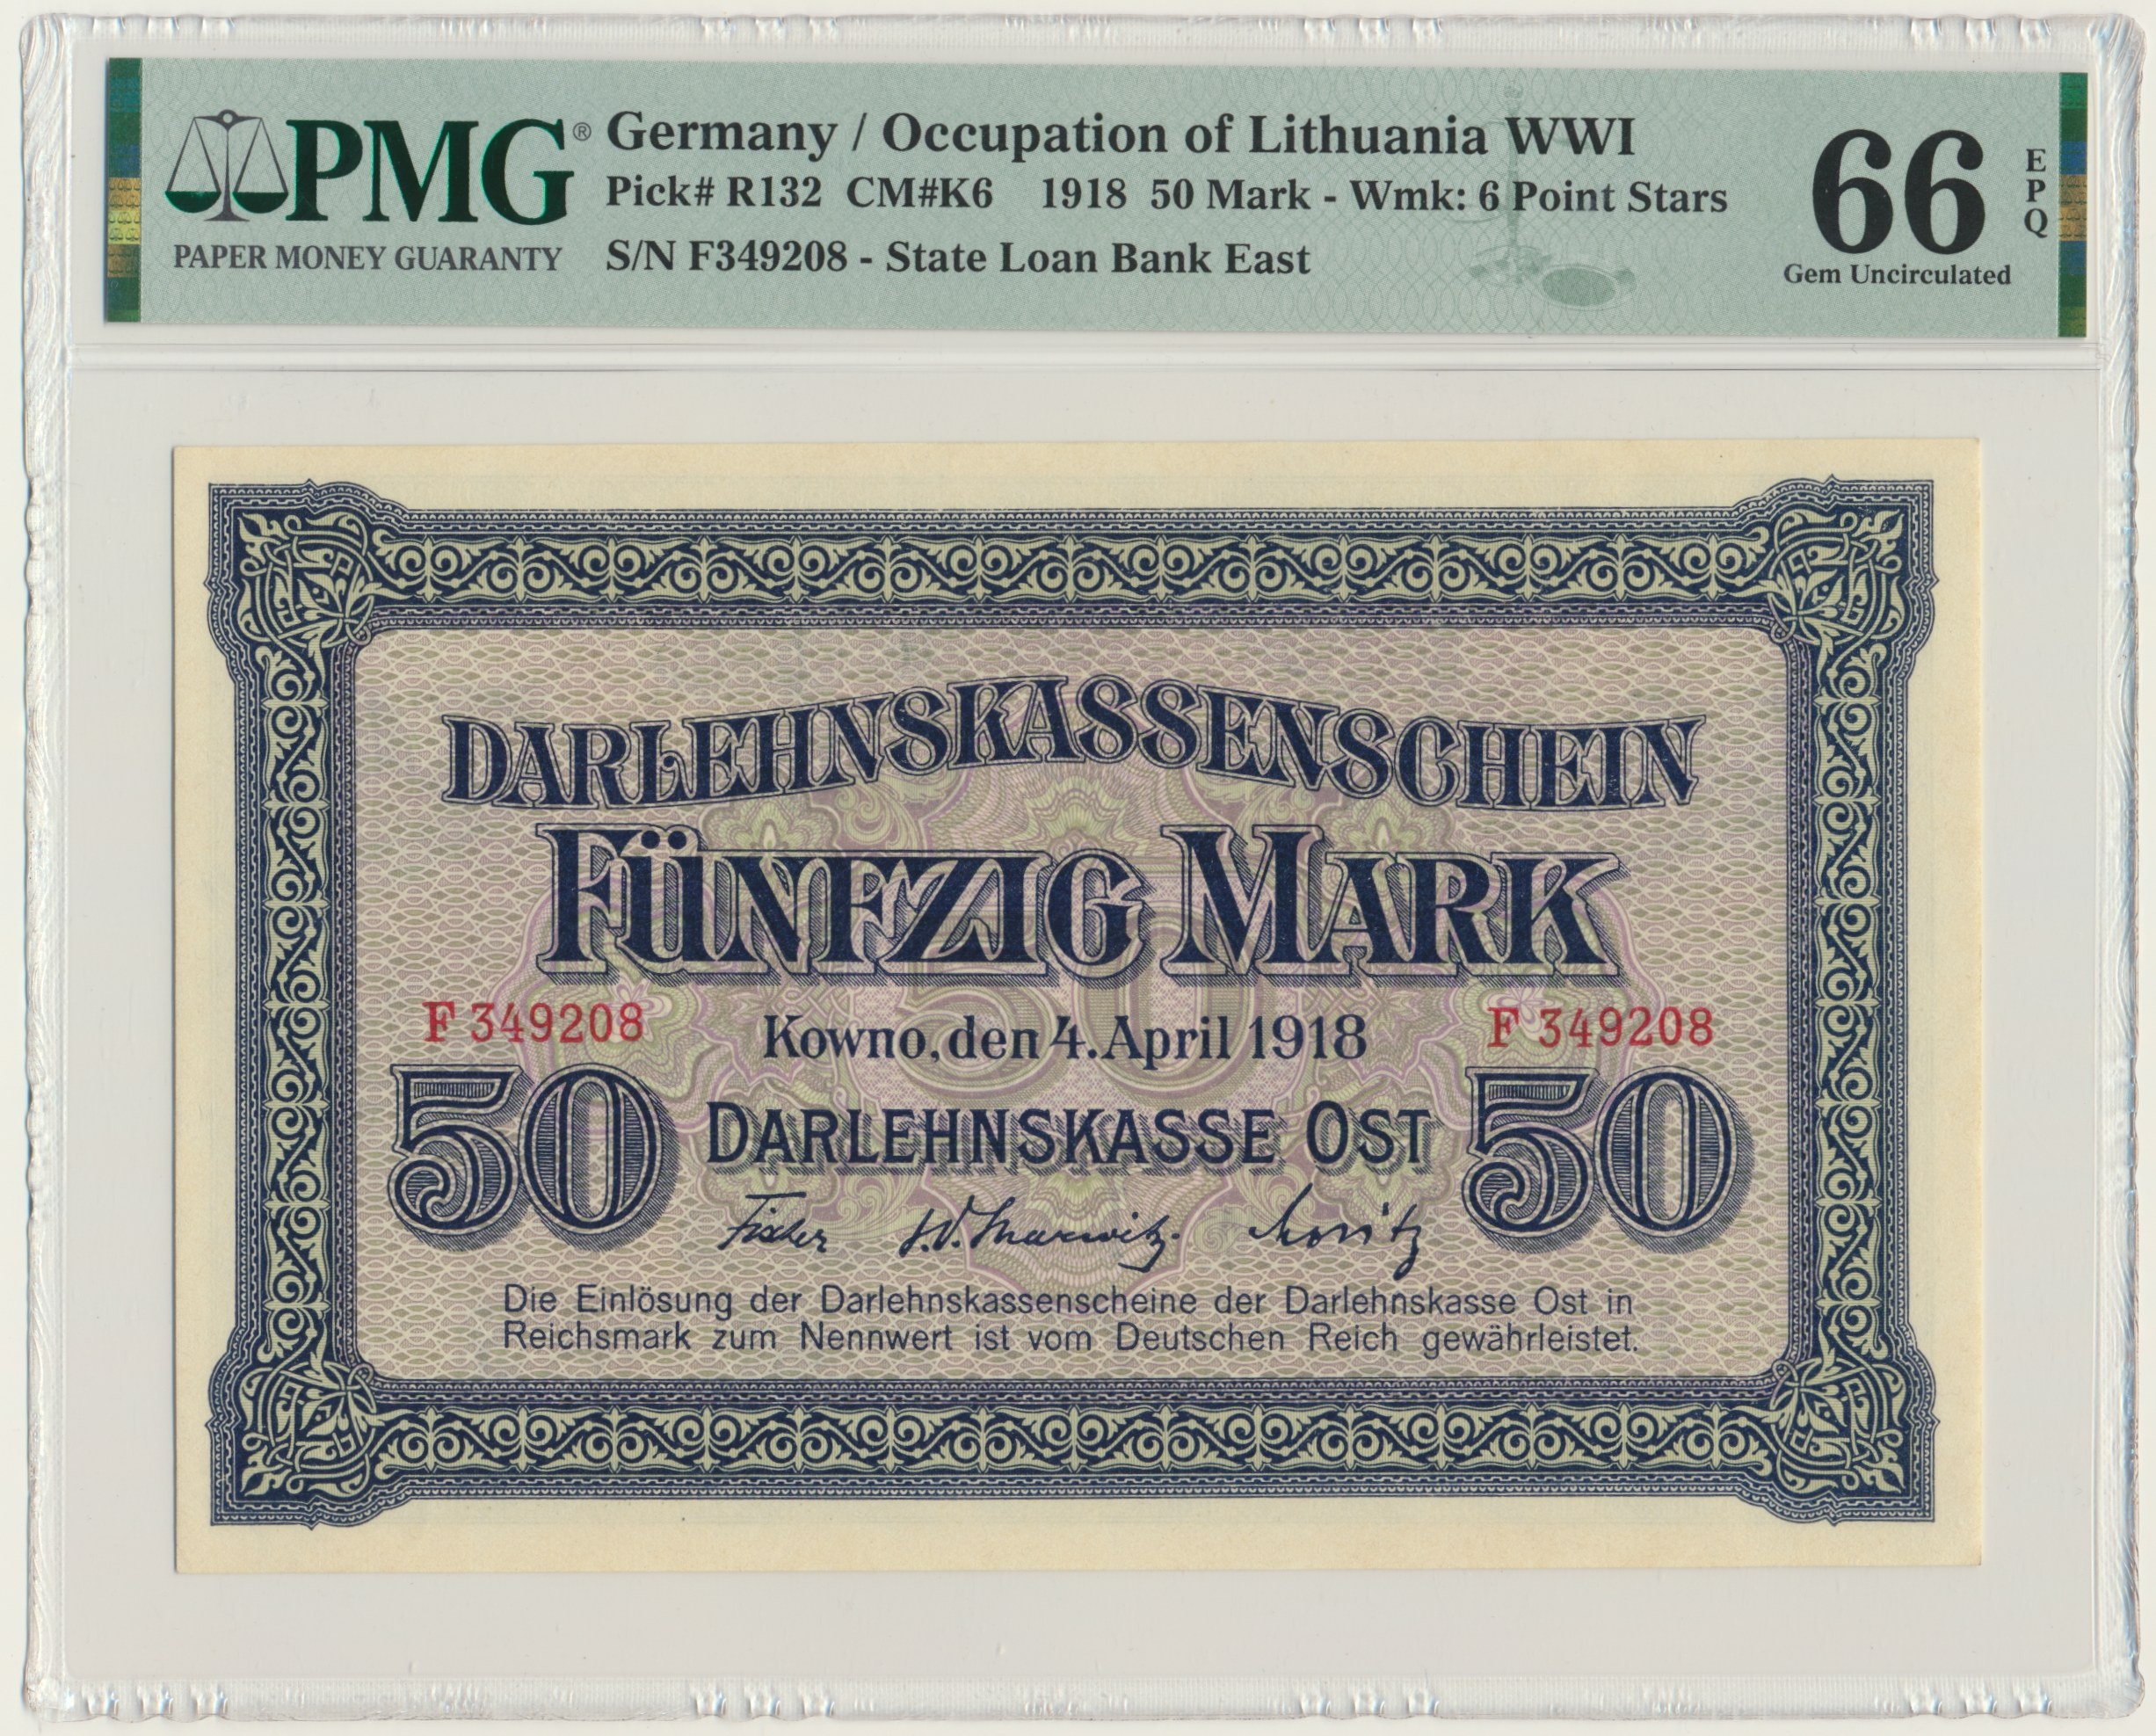 PMG® Germany / Occupation of Lithuania WWI
Pick# R132 CM#K6 1918 50 Mark - Wmk: 6 Point Stars
PAPER MONEY GUARANTY S/N F349208 - State Loan Bank East
66 EPQ
Gem Uncirculated
DARLEHNSKASSENSCHEIN
FÜNFZIG MARK
F 349208 F 349208
Kowno, den 4. April 1918
50 DARLEHNSKASSE OST 50
50
Fischer Moritz
Die Einlösung der Darlehnskassenscheine der Darlehnskasse Ost in
Reichsmark zum Nennwert ist vom Deutschen Reich gewährleistet.